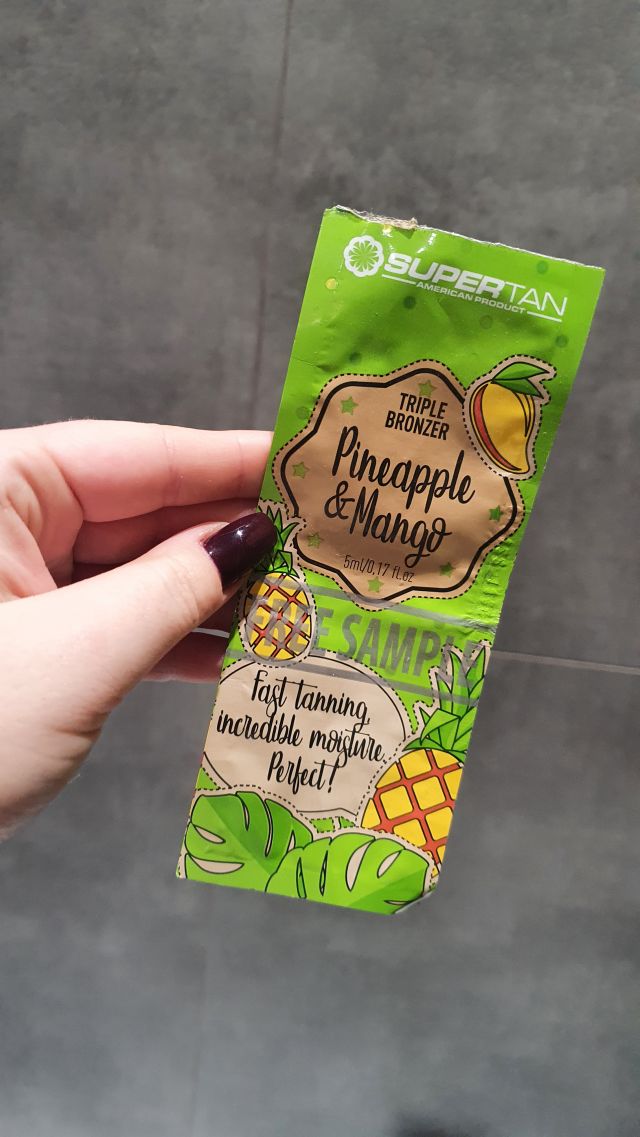 SUPERTAN
AMERICAN PRODUCT
TRIPLE
BRONZER
Pineapple
&Mango
5ml/0,17 fl.oz
FREE SAMPLE
Fast tanning,
incredible moisture.
Perfect!